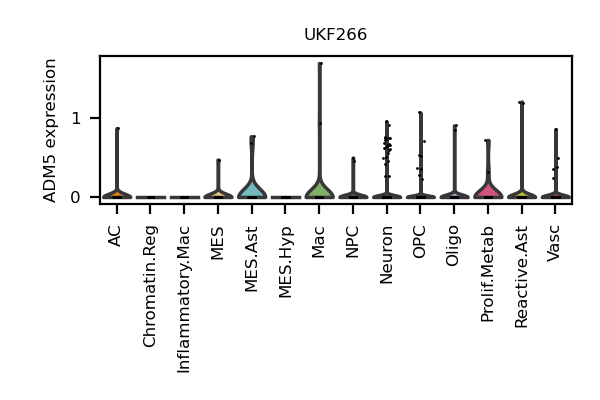 UKF266
ADM5 expression
1
0
AC
Chromatin.Reg
Inflammatory.Mac
MES
MES.Ast
MES.Hyp
Mac
NPC
Neuron
OPC
Oligo
Prolif.Metab
Reactive.Ast
Vasc